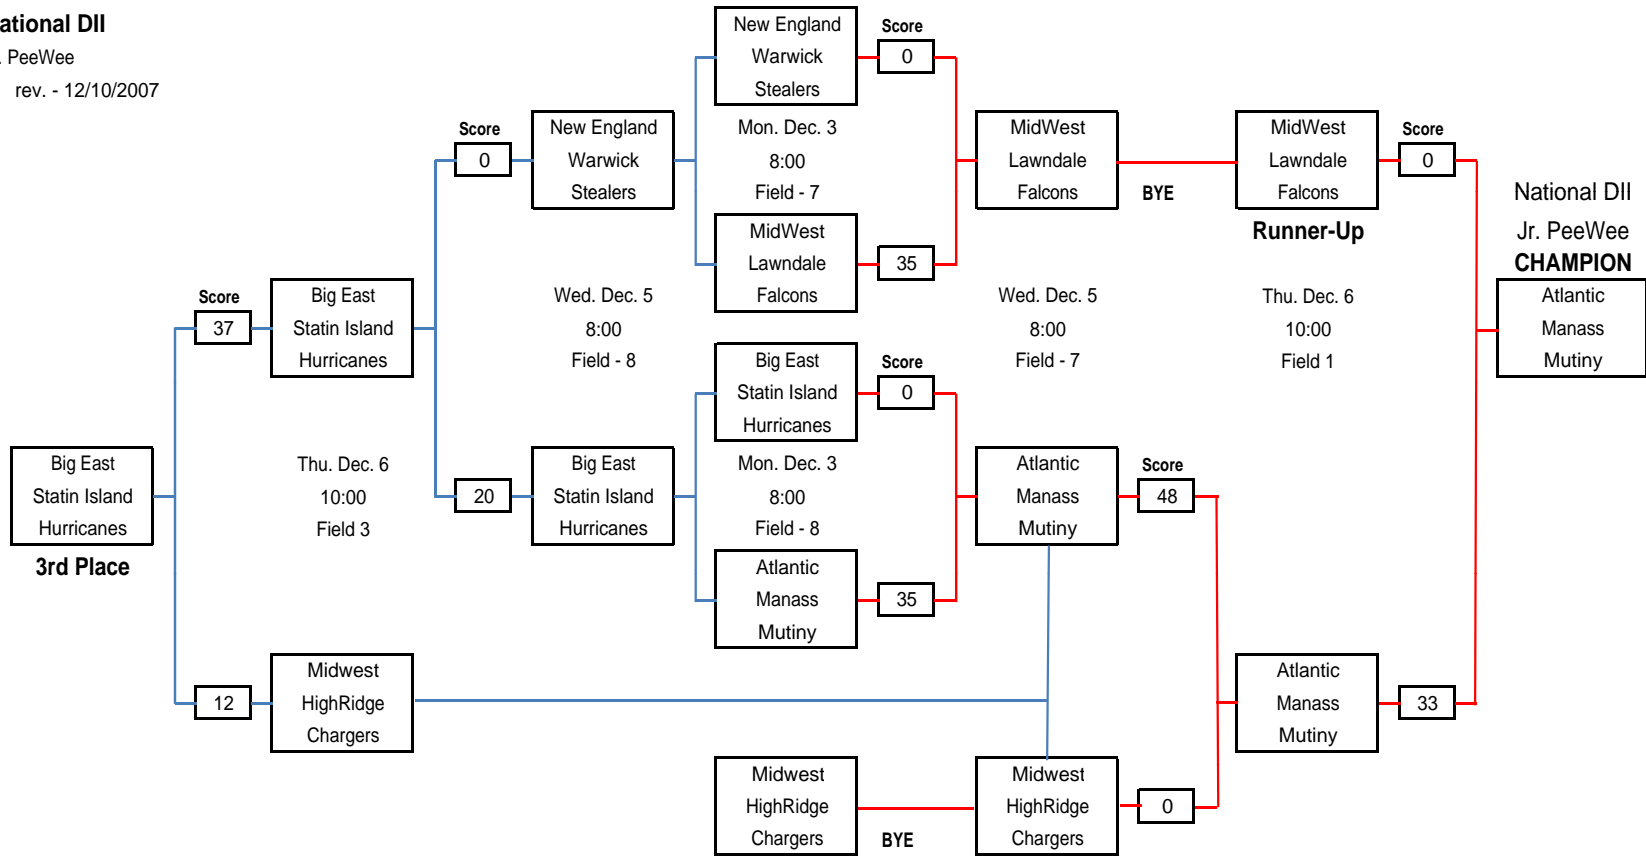 ational DII
. PeeWee
rev. - 12/10/2007
New England
Warwick
Stealers
Score
0
Mon. Dec. 3
8:00
Field - 7
MidWest
Lawndale
Falcons
35
Score
0
New England
Warwick
Stealers
MidWest
Lawndale
Falcons
BYE
MidWest
Lawndale
Falcons
Runner-Up
Score
0
National DII
Jr. PeeWee
CHAMPION
Atlantic
Manass
Mutiny
Score
37
Big East
Statin Island
Hurricanes
Wed. Dec. 5
8:00
Field - 8
Wed. Dec. 5
8:00
Field - 7
Thu. Dec. 6
10:00
Field 1
Big East
Statin Island
Hurricanes
Score
0
Big East
Statin Island
Hurricanes
3rd Place
Thu. Dec. 6
10:00
Field 3
20
Big East
Statin Island
Hurricanes
Mon. Dec. 3
8:00
Field - 8
Atlantic
Manass
Mutiny
35
Atlantic
Manass
Mutiny
Score
48
12
Midwest
HighRidge
Chargers
Atlantic
Manass
Mutiny
33
Midwest
HighRidge
Chargers
BYE
Midwest
HighRidge
Chargers
0